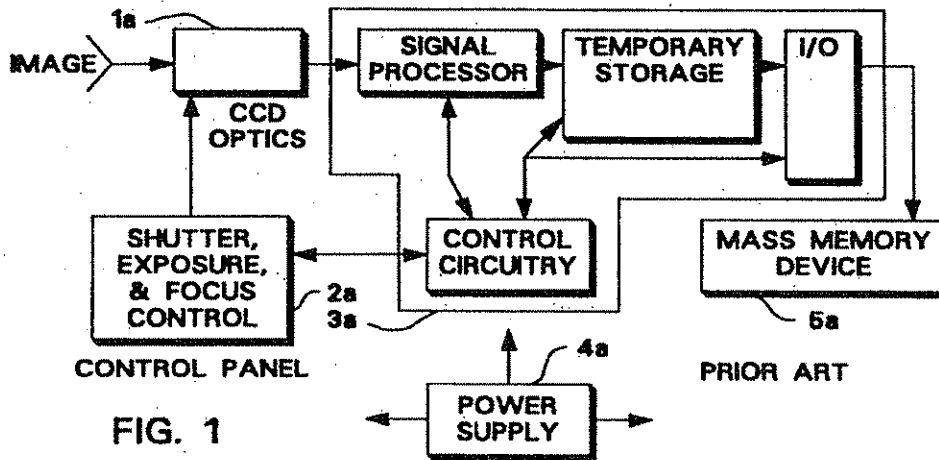 1a
IMAGE
CCD
OPTICS
SIGNAL
PROCESSOR
TEMPORARY
STORAGE
I/O
SHUTTER,
EXPOSURE,
& FOCUS
CONTROL
2a
3a
CONTROL PANEL
CONTROL
CIRCUITRY
MASS MEMORY
DEVICE
5a
4a
POWER
SUPPLY
PRIOR ART
FIG. 1